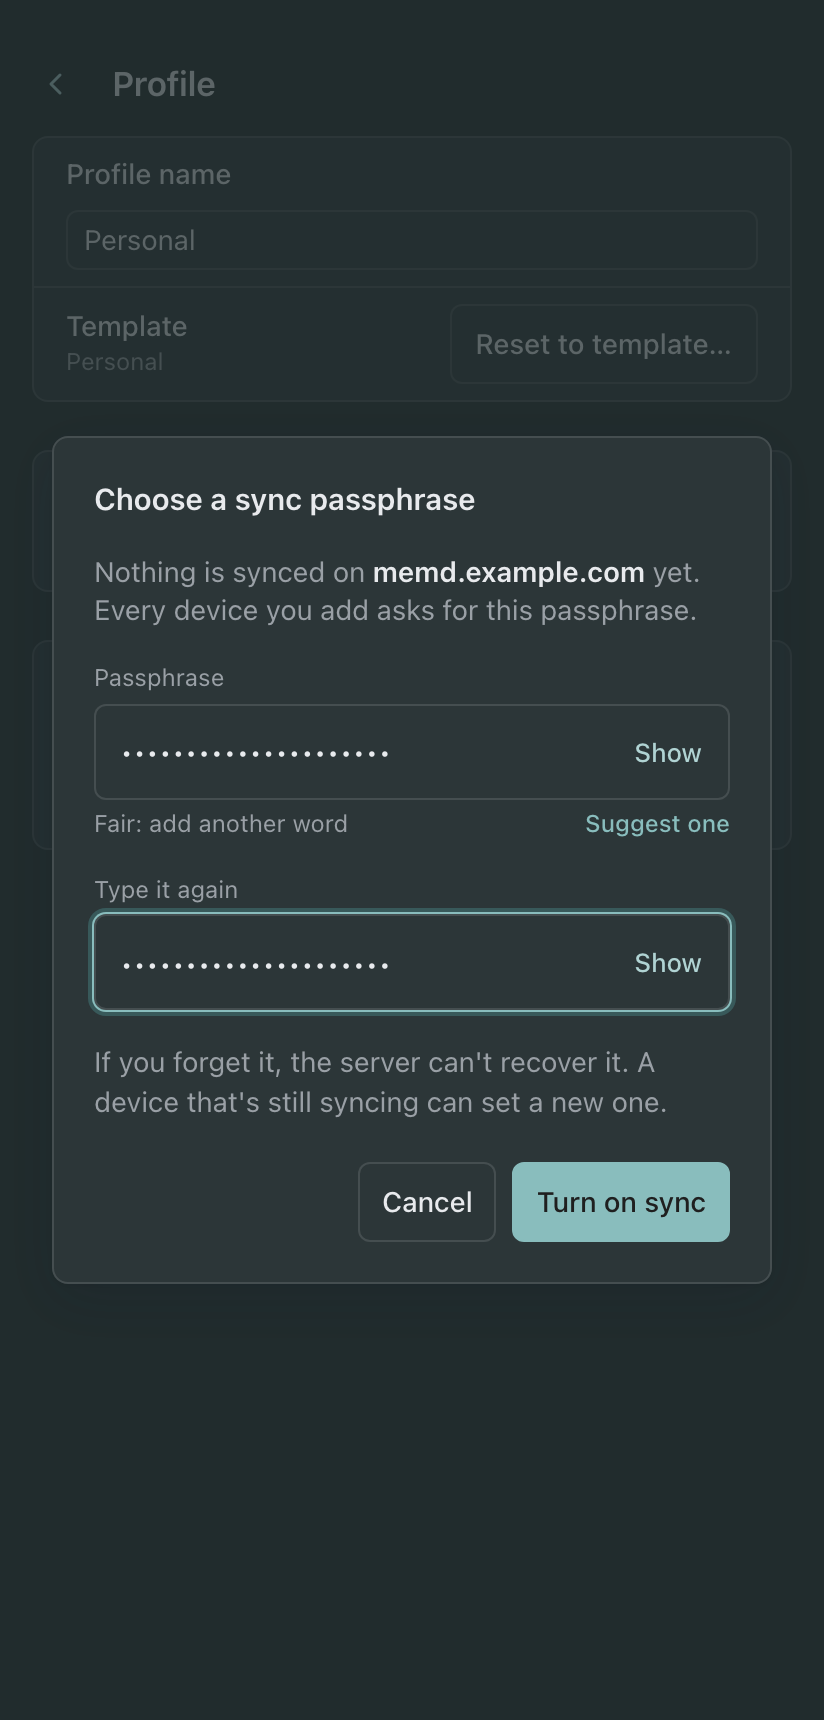 Profile
Profile name
Personal
Template
Personal
Reset to template...
Choose a sync passphrase
Nothing is synced on memd.example.com yet.
Every device you add asks for this passphrase.
Passphrase
•••••••••••••••••••••
Show
Fair: add another word
Suggest one
Type it again
•••••••••••••••••••••
Show
If you forget it, the server can't recover it. A
device that's still syncing can set a new one.
Cancel
Turn on sync